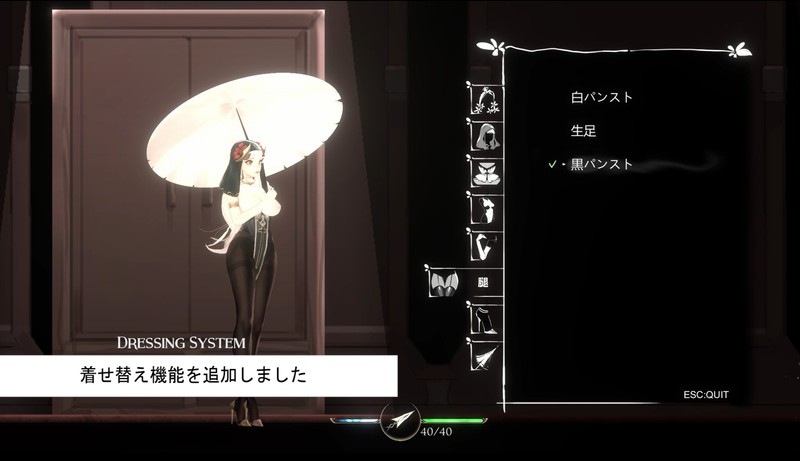 白パンスト
生足
黒パンスト
腿
DRESSING SYSTEM
着せ替え機能を追加しました
ESC:QUIT
40/40